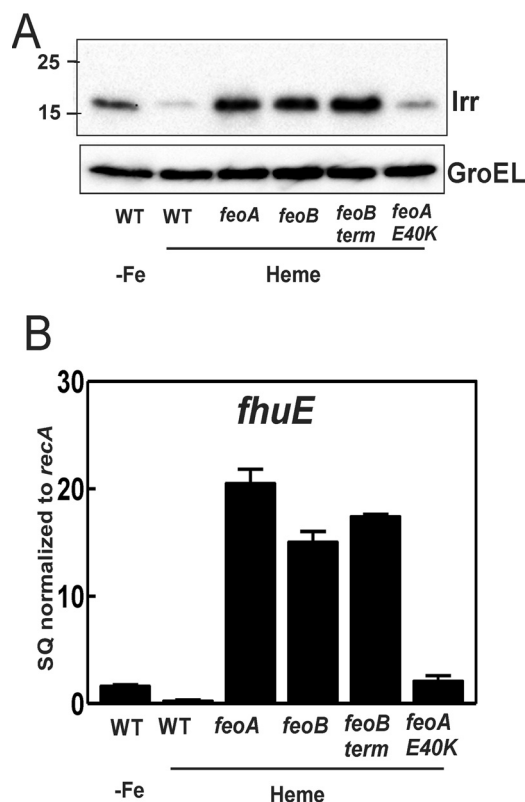 A
25
15
Irr
GroEL
WT WT feoA feoB feoB term feoA E40K
-Fe Heme
B
fhuE
SQ normalized to recA
30
20
10
0
WT WT feoA feoB feoB term feoA E40K
-Fe Heme